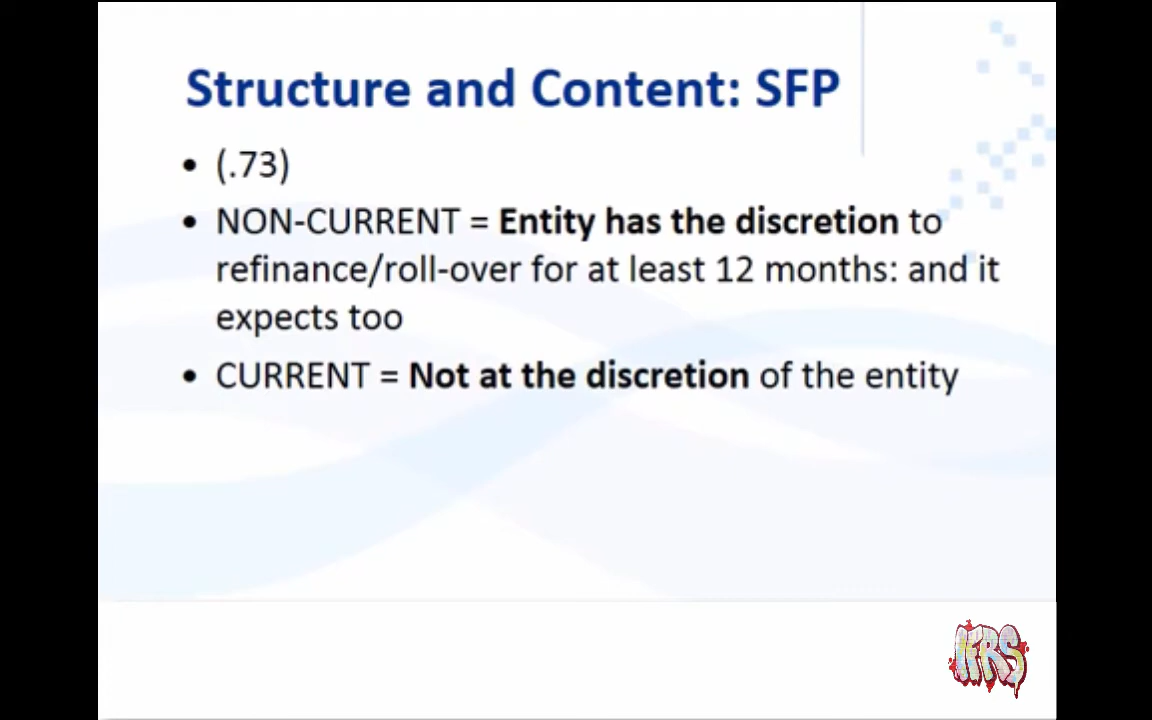 Structure and Content: SFP
• (.73)
• NON-CURRENT = Entity has the discretion to
refinance/roll-over for at least 12 months: and it
expects too
• CURRENT = Not at the discretion of the entity
IFRS